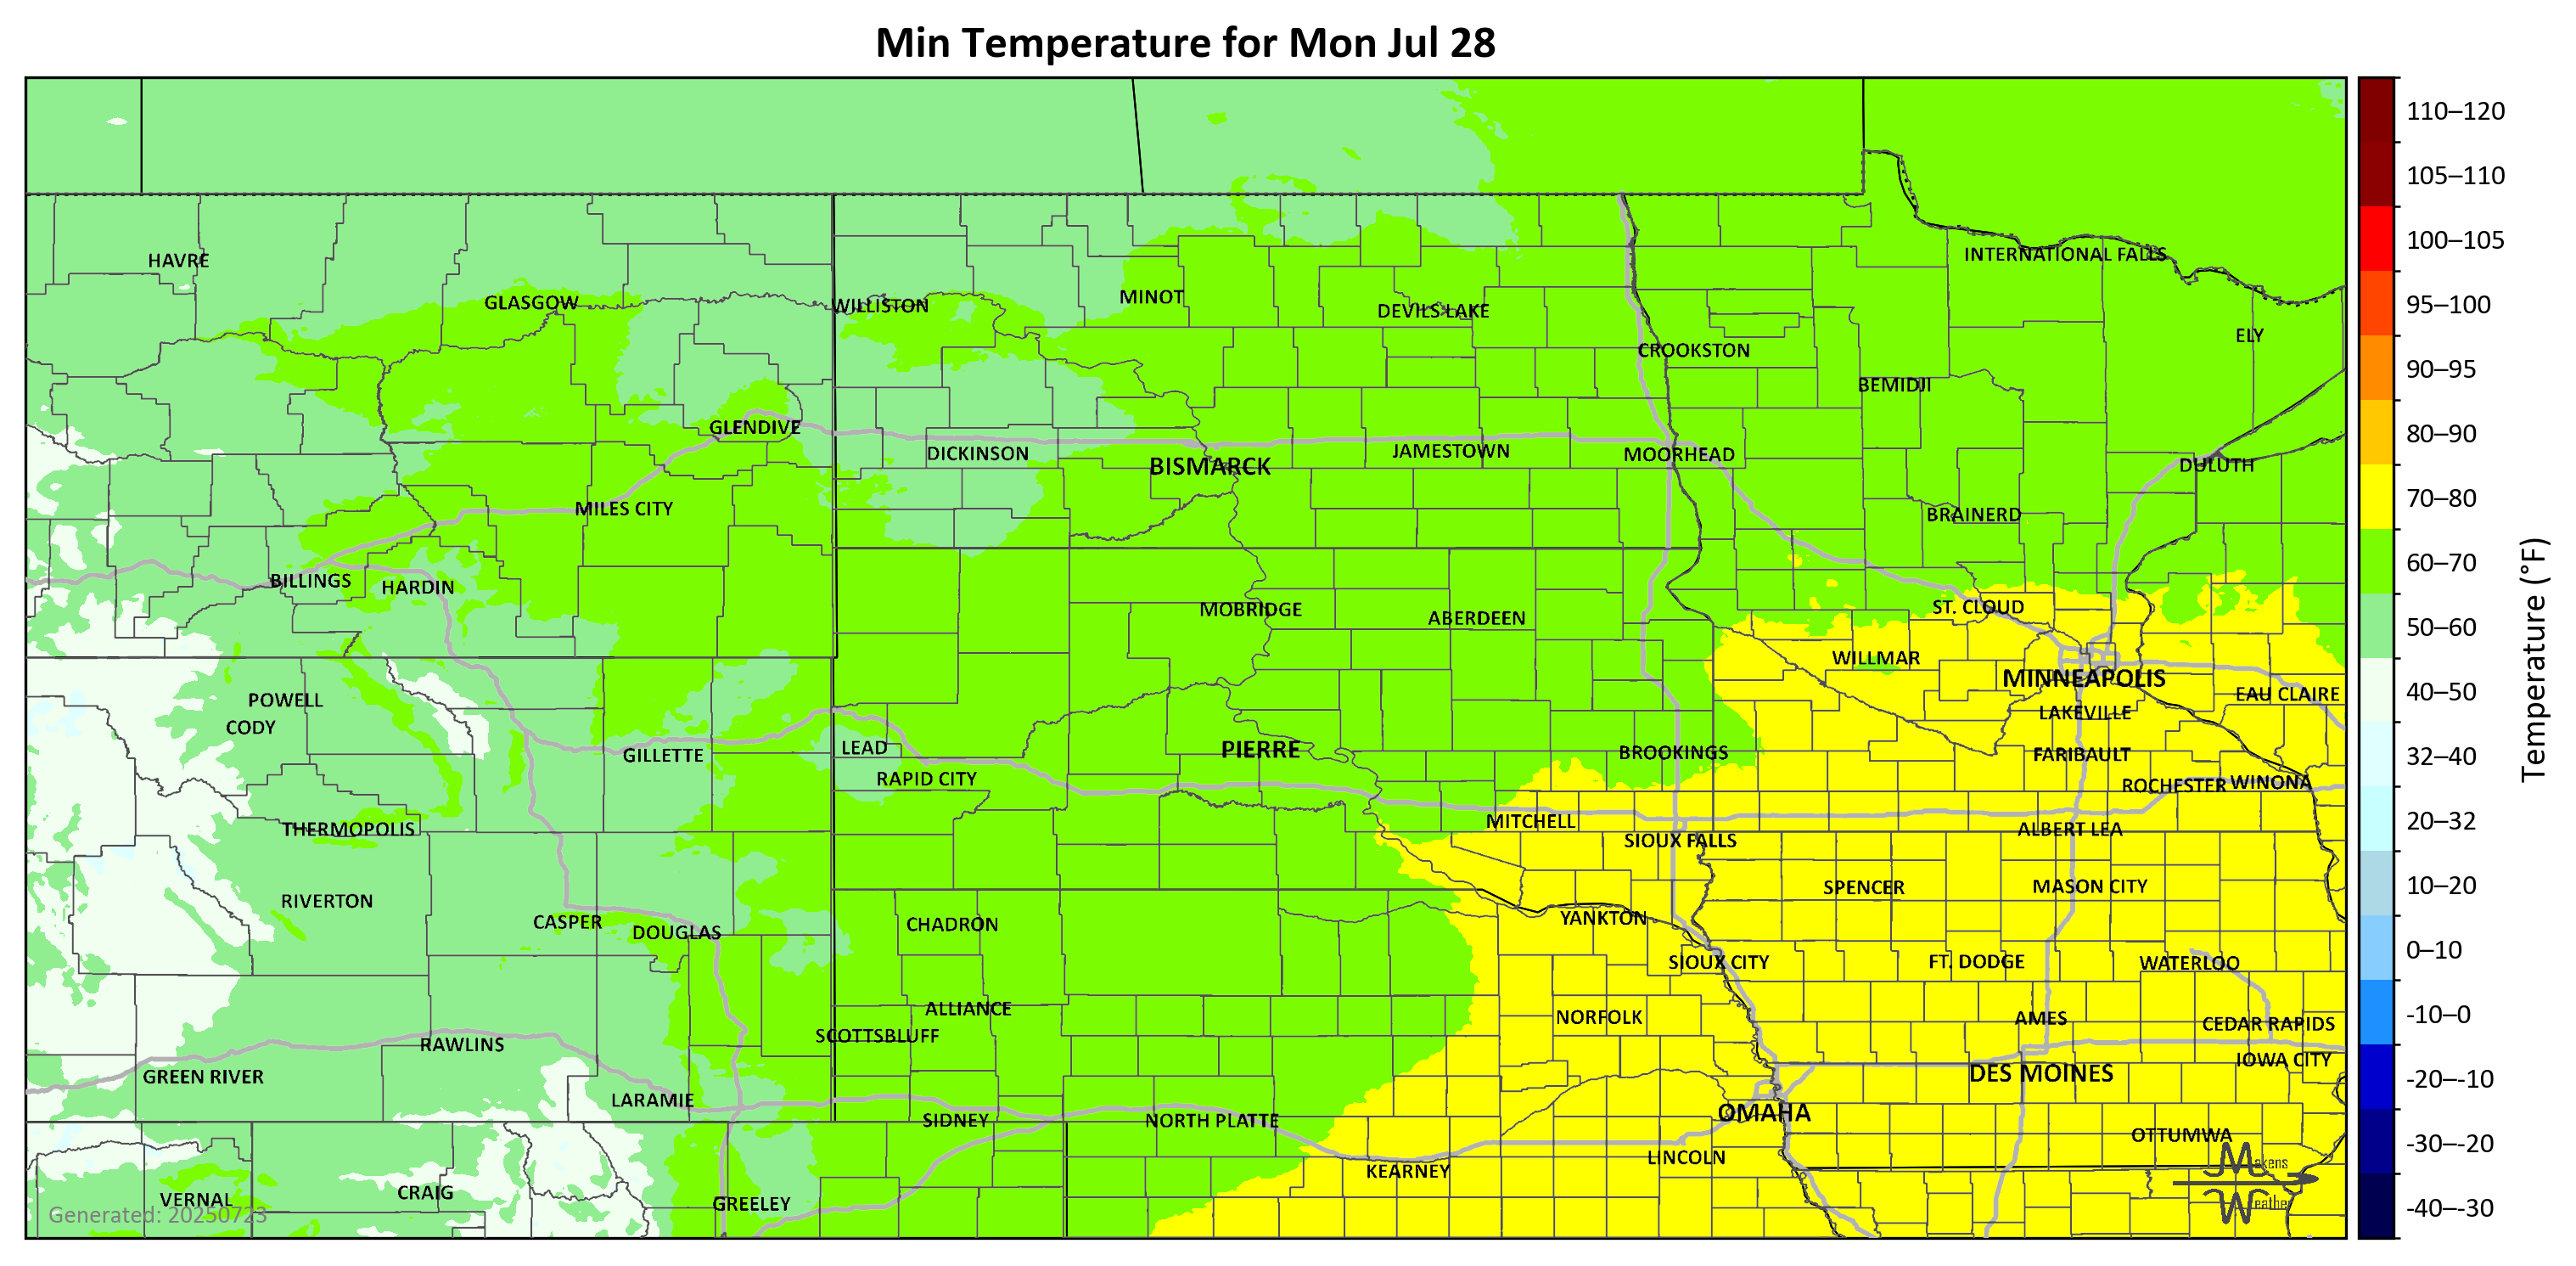 Min Temperature for Mon Jul 28
110–120
105–110
100–105
95–100
90–95
80–90
70–80
60–70
50–60
40–50
32–40
20–32
10–20
0–10
-10–0
-20–-10
-30–-20
-40–-30
Temperature (°F)
HAVRE
INTERNATIONAL FALLS
GLASGOW
WILLISTON
MINOT
DEVILS LAKE
ELY
CROOKSTON
BEMIDJI
GLENDIVE
DICKINSON
BISMARCK
JAMESTOWN
MOORHEAD
DULUTH
MILES CITY
BRAINERD
BILLINGS
HARDIN
MOBRIDGE
ABERDEEN
ST. CLOUD
WILLMAR
MINNEAPOLIS
POWELL
EAU CLAIRE
CODY
LAKEVILLE
GILLETTE
LEAD
PIERRE
BROOKINGS
FARIBAULT
RAPID CITY
ROCHESTER
WINONA
THERMOPOLIS
MITCHELL
ALBERT LEA
SIOUX FALLS
RIVERTON
SPENCER
MASON CITY
CASPER
DOUGLAS
CHADRON
YANKTON
SIOUX CITY
FT. DODGE
WATERLOO
ALLIANCE
NORFOLK
AMES
CEDAR RAPIDS
SCOTTSBLUFF
RAWLINS
IOWA CITY
GREEN RIVER
DES MOINES
LARAMIE
OMAHA
SIDNEY
NORTH PLATTE
OTTUMWA
LINCOLN
KEARNEY
VERNAL
CRAIG
GREELEY
Generated: 20250723
Makens
Weather